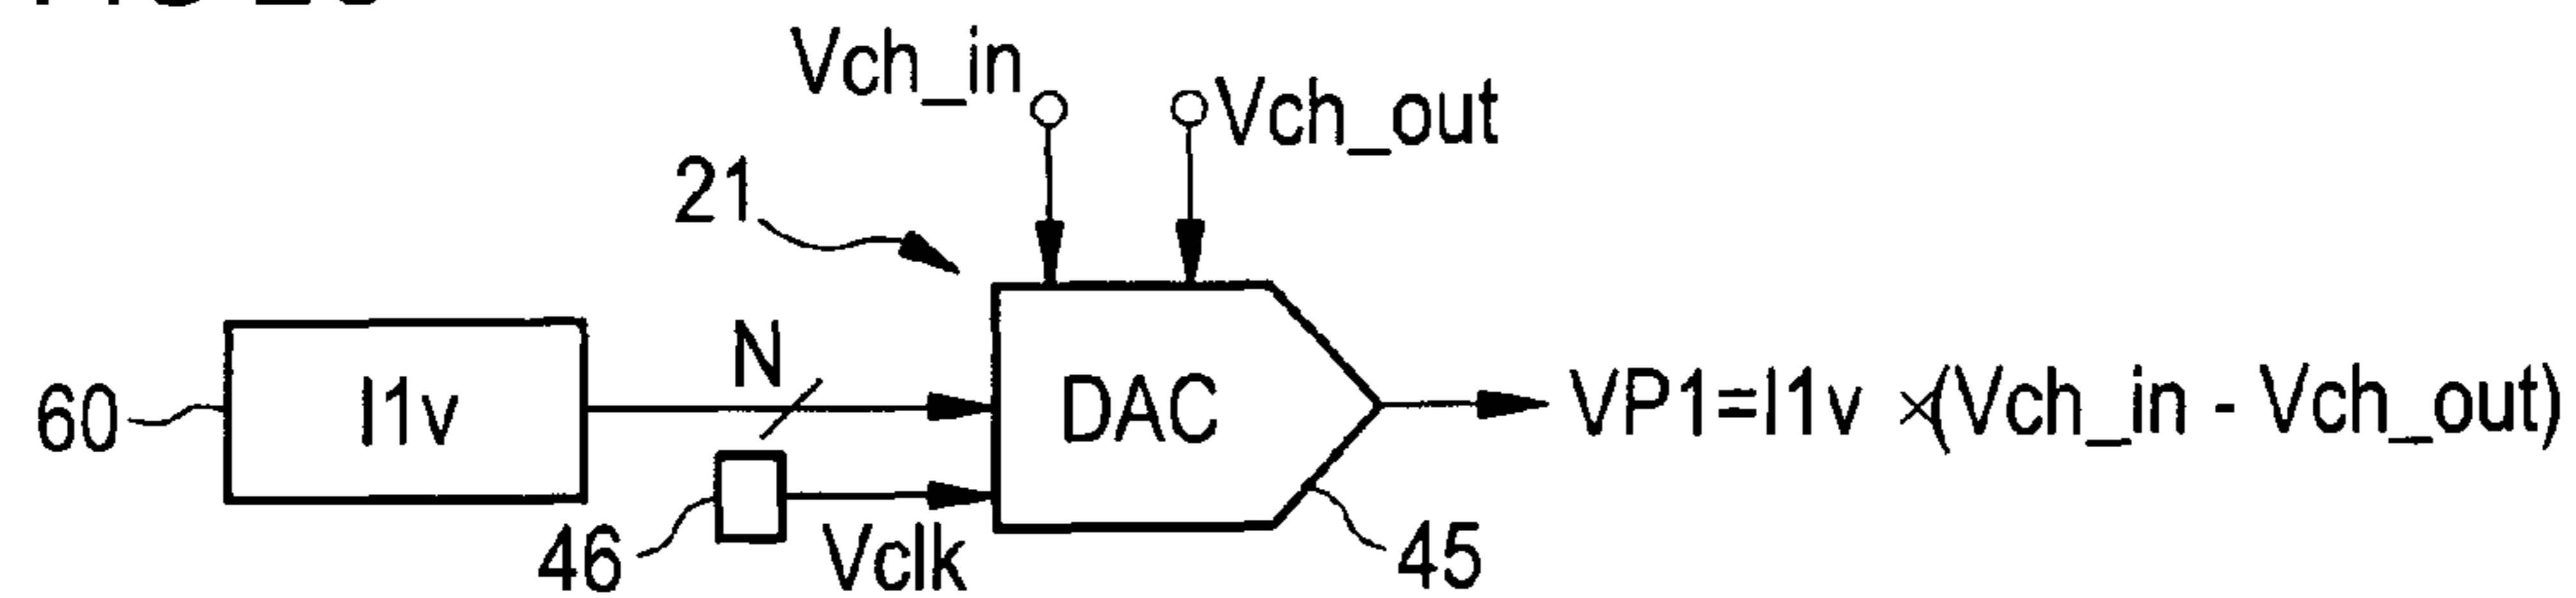 Vch_in
Vch_out
21
N
60
I1v
DAC
VP1=I1v ×(Vch_in - Vch_out)
46
Vclk
45